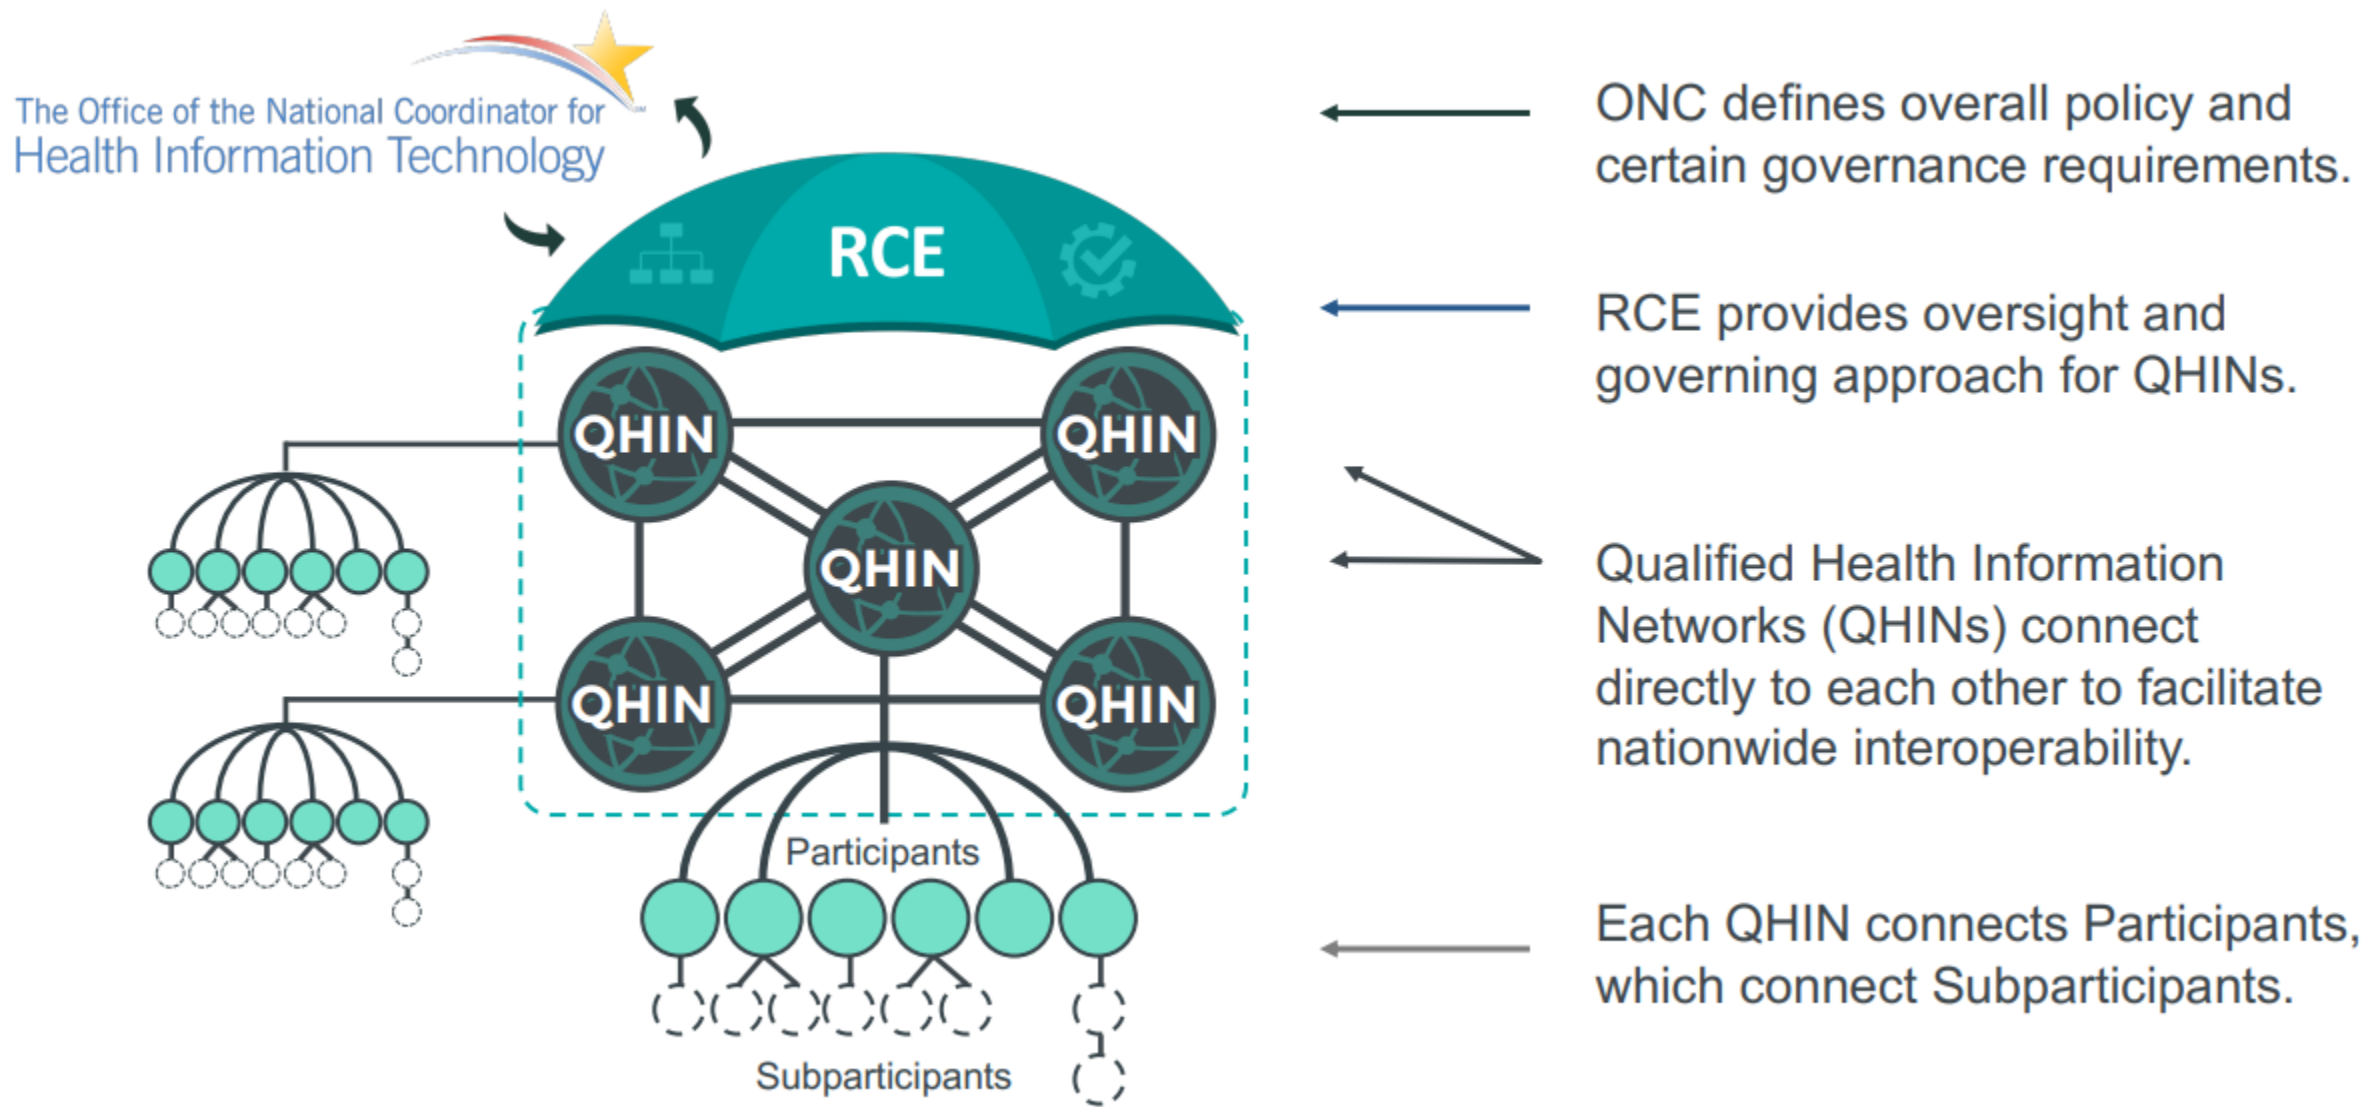 The Office of the National Coordinator for
Health Information Technology
SM
RCE
QHIN
QHIN
QHIN
QHIN
QHIN
Participants
Subparticipants
ONC defines overall policy and
certain governance requirements.
RCE provides oversight and
governing approach for QHINs.
Qualified Health Information
Networks (QHINs) connect
directly to each other to facilitate
nationwide interoperability.
Each QHIN connects Participants,
which connect Subparticipants.